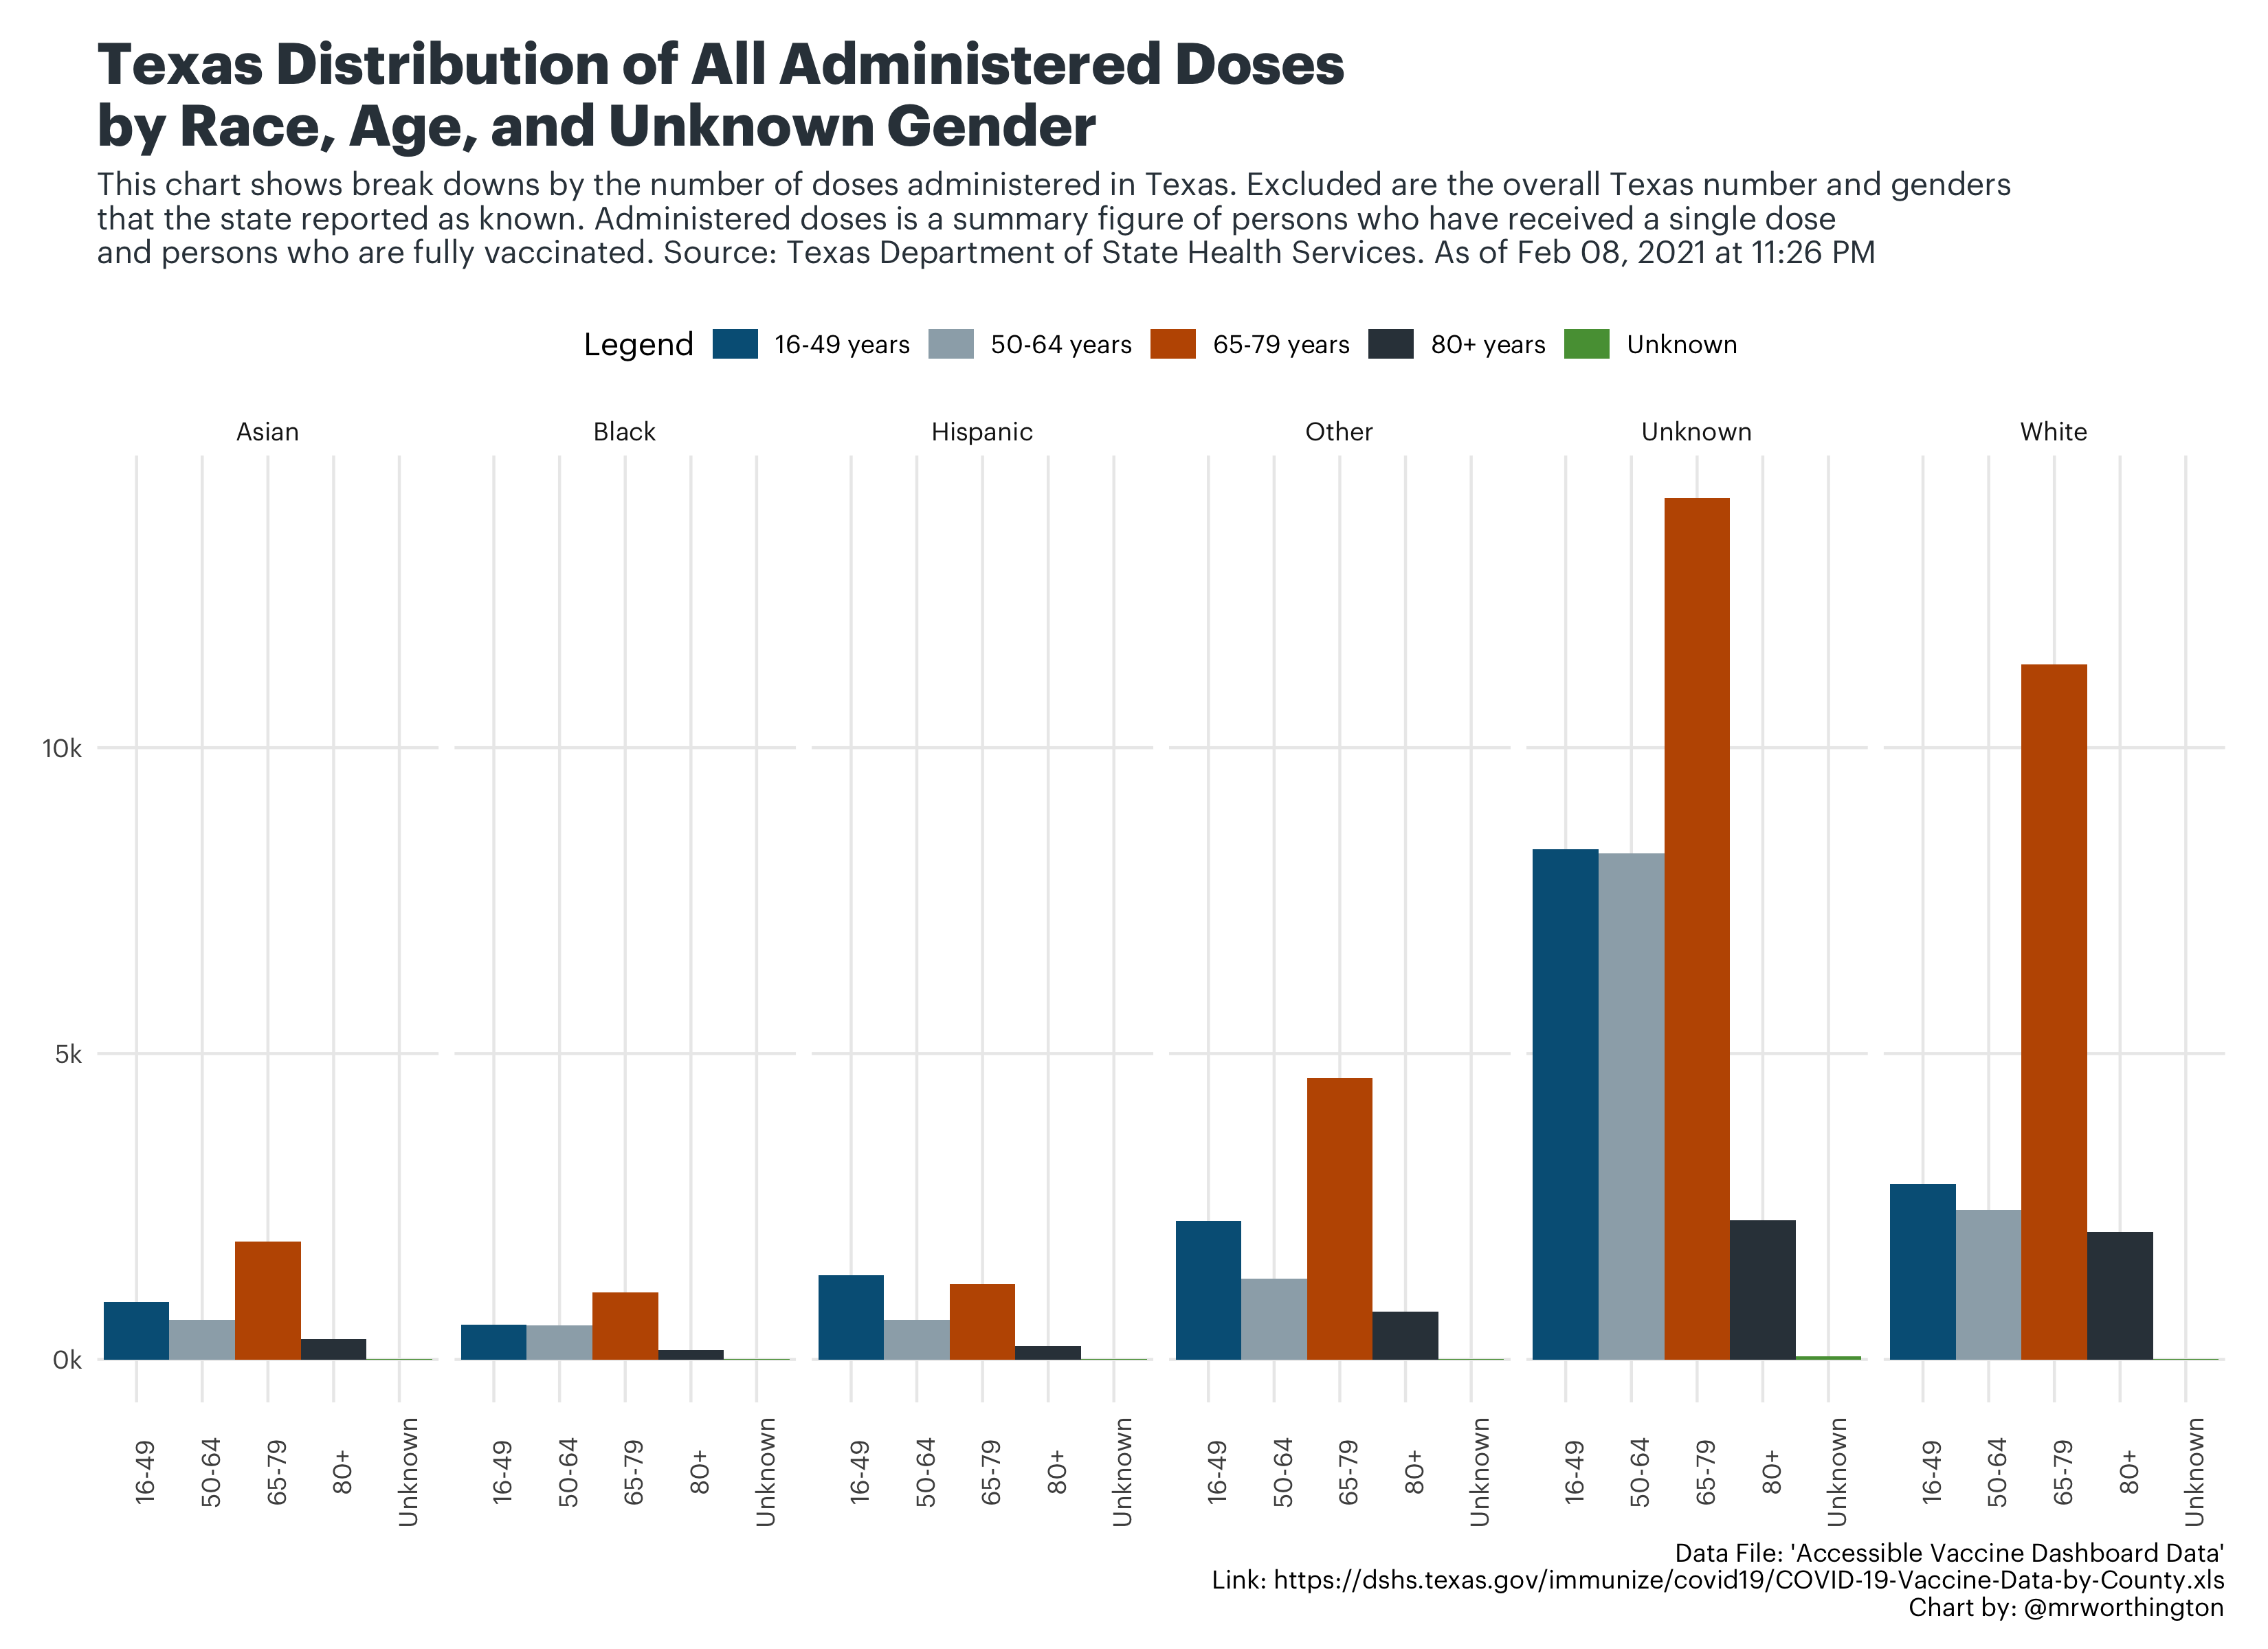 Texas Distribution of All Administered Doses
by Race, Age, and Unknown Gender
This chart shows break downs by the number of doses administered in Texas. Excluded are the overall Texas number and genders
that the state reported as known. Administered doses is a summary figure of persons who have received a single dose
and persons who are fully vaccinated. Source: Texas Department of State Health Services. As of Feb 08, 2021 at 11:26 PM
Legend 16-49 years 50-64 years 65-79 years 80+ years Unknown
Asian Black Hispanic Other Unknown White
10k
5k
0k
16-49 50-64 65-79 80+ Unknown 16-49 50-64 65-79 80+ Unknown 16-49 50-64 65-79 80+ Unknown 16-49 50-64 65-79 80+ Unknown 16-49 50-64 65-79 80+ Unknown 16-49 50-64 65-79 80+ Unknown
Data File: 'Accessible Vaccine Dashboard Data'
Link: https://dshs.texas.gov/immunize/covid19/COVID-19-Vaccine-Data-by-County.xls
Chart by: @mrworthington